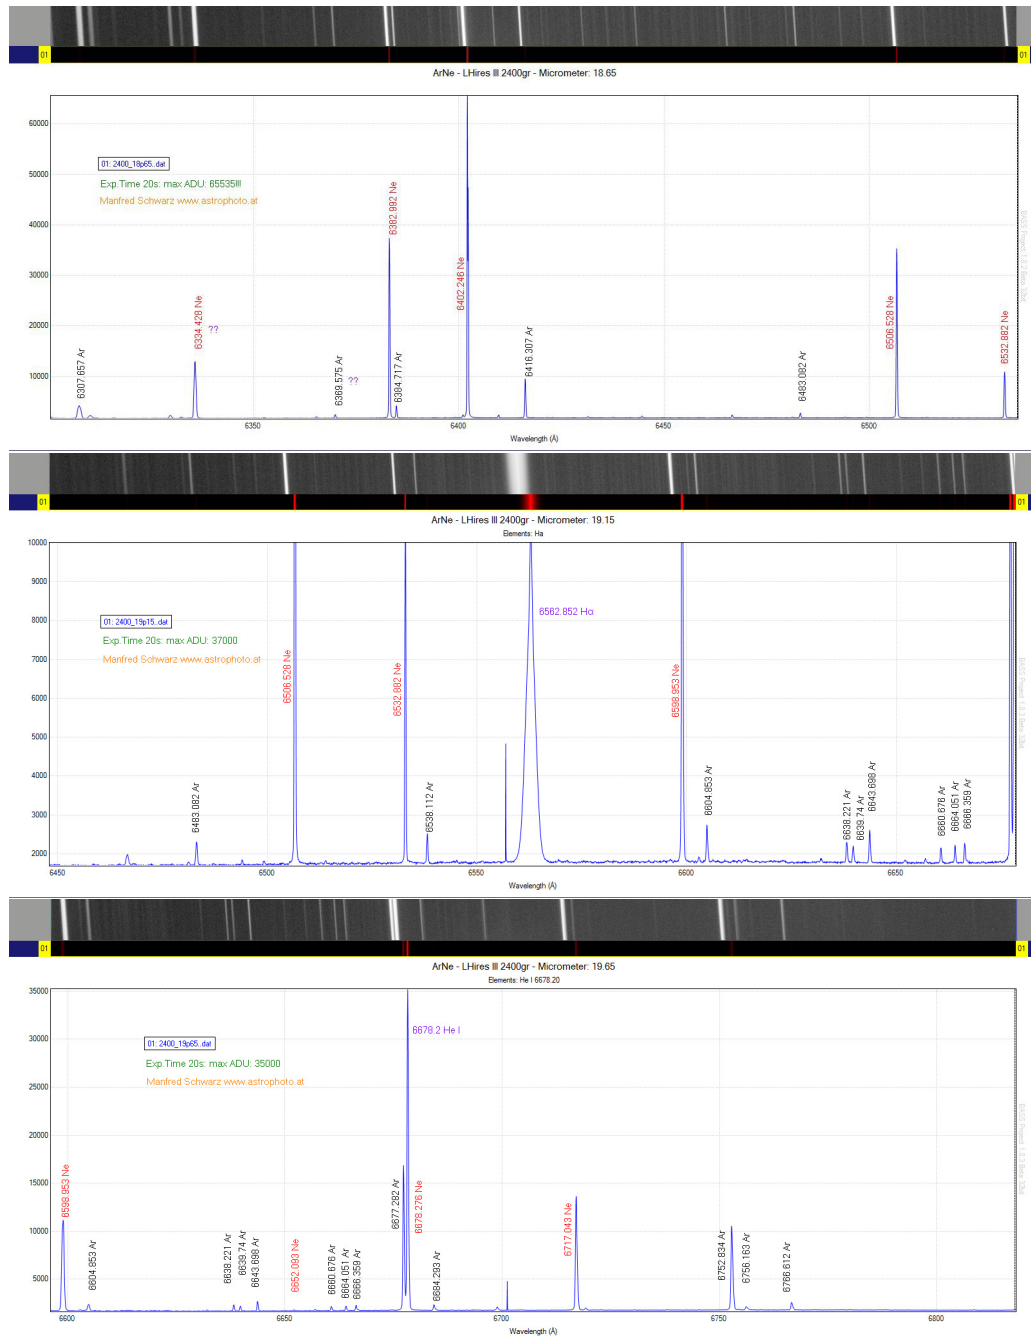 01 01
ArNe - LHires III 2400gr - Micrometer: 18.65
60000
50000
40000
30000
20000
10000
01: 2400_18p65..dat
Exp.Time 20s: max ADU: 65535!!!
Manfred Schwarz www.astrophoto.at
6307.657 Ar
6334.428 Ne
??
6369.575 Ar
??
6382.992 Ne
6384.717 Ar
6402.246 Ne
6416.307 Ar
6483.082 Ar
6506.528 Ne
6532.882 Ne
6350 6400 6450 6500
Wavelength (Å)
01 01
ArNe - LHires III 2400gr - Micrometer: 19.15
Elements: Ha
10000
9000
8000
7000
6000
5000
4000
3000
2000
01: 2400_19p15..dat
Exp.Time 20s: max ADU: 37000
Manfred Schwarz www.astrophoto.at
6483.082 Ar
6506.528 Ne
6532.882 Ne
6538.112 Ar
6562.852 Hα
6598.953 Ne
6604.853 Ar
6638.221 Ar
6639.74 Ar
6643.698 Ar
6660.676 Ar
6664.051 Ar
6666.359 Ar
6450 6500 6550 6600 6650
Wavelength (Å)
01 01
ArNe - LHires III 2400gr - Micrometer: 19.65
Elements: He I 6678.20
35000
30000
25000
20000
15000
10000
5000
01: 2400_19p65..dat
Exp.Time 20s: max ADU: 35000
Manfred Schwarz www.astrophoto.at
6598.953 Ne
6604.853 Ar
6638.221 Ar
6639.74 Ar
6643.698 Ar
6652.093 Ne
6660.676 Ar
6664.051 Ar
6666.359 Ar
6677.282 Ar
6678.2 He I
6678.276 Ne
6684.293 Ar
6717.043 Ne
6752.834 Ar
6756.163 Ar
6766.612 Ar
6600 6650 6700 6750 6800
Wavelength (Å)